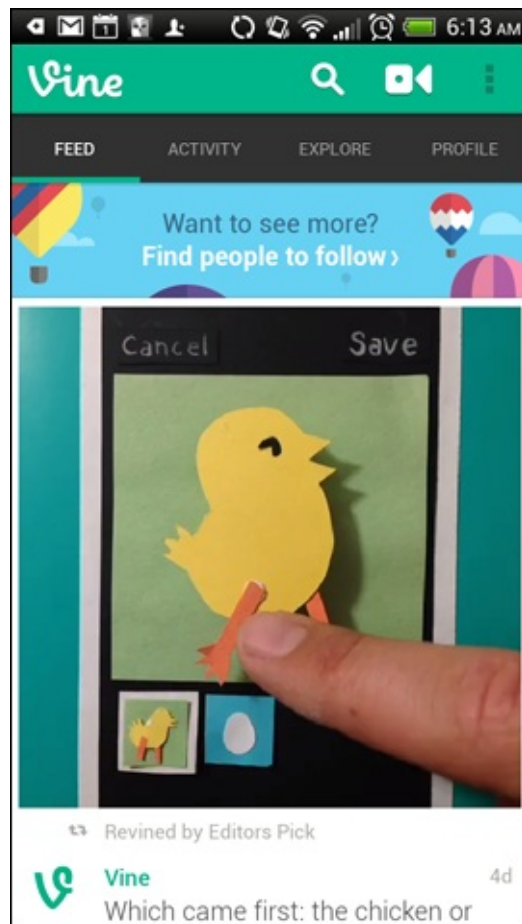 1
6:13 AM
Vine
FEED ACTIVITY EXPLORE PROFILE
Want to see more?
Find people to follow ›
Cancel Save
Revined by Editors Pick
Vine 4d
Which came first: the chicken or